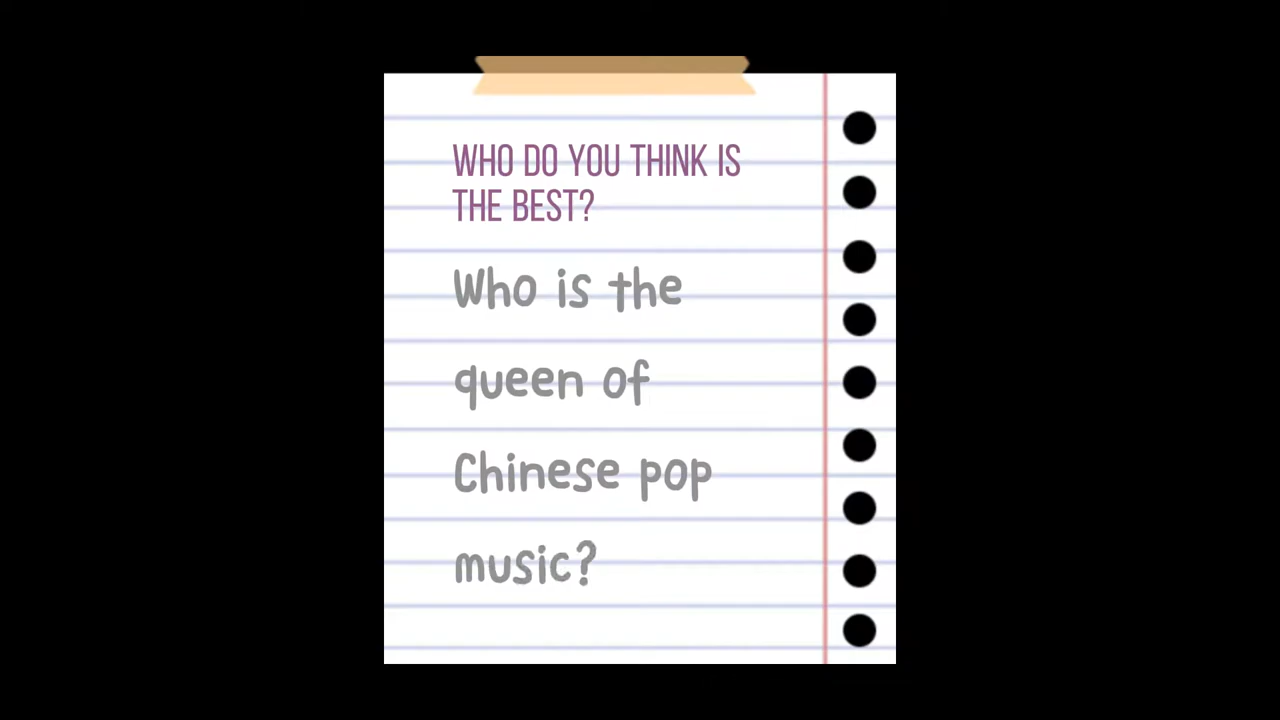 WHO DO YOU THINK IS
THE BEST?
Who is the
queen of
Chinese pop
music?